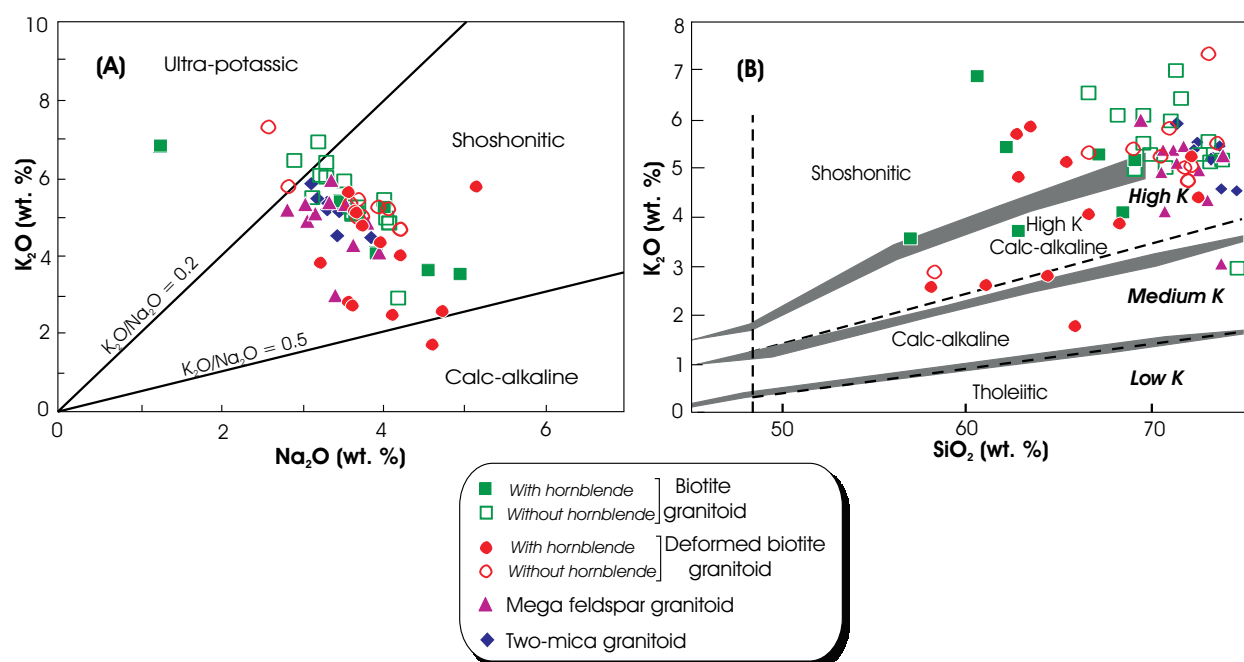 (A)
Ultra-potassic
Shoshonitic
Calc-alkaline
K₂O/Na₂O = 0.2
K₂O/Na₂O = 0.5
K₂O (wt. %)
10
8
6
4
2
0
0
2
4
6
Na₂O (wt. %)
(B)
Shoshonitic
High K
High K
Calc-alkaline
Medium K
Calc-alkaline
Low K
Tholeiitic
K₂O (wt. %)
8
7
6
5
4
3
2
1
0
50
60
70
SiO₂ (wt. %)
With hornblende
Without hornblende
Biotite
granitoid
With hornblende
Without hornblende
Deformed biotite
granitoid
Mega feldspar granitoid
Two-mica granitoid